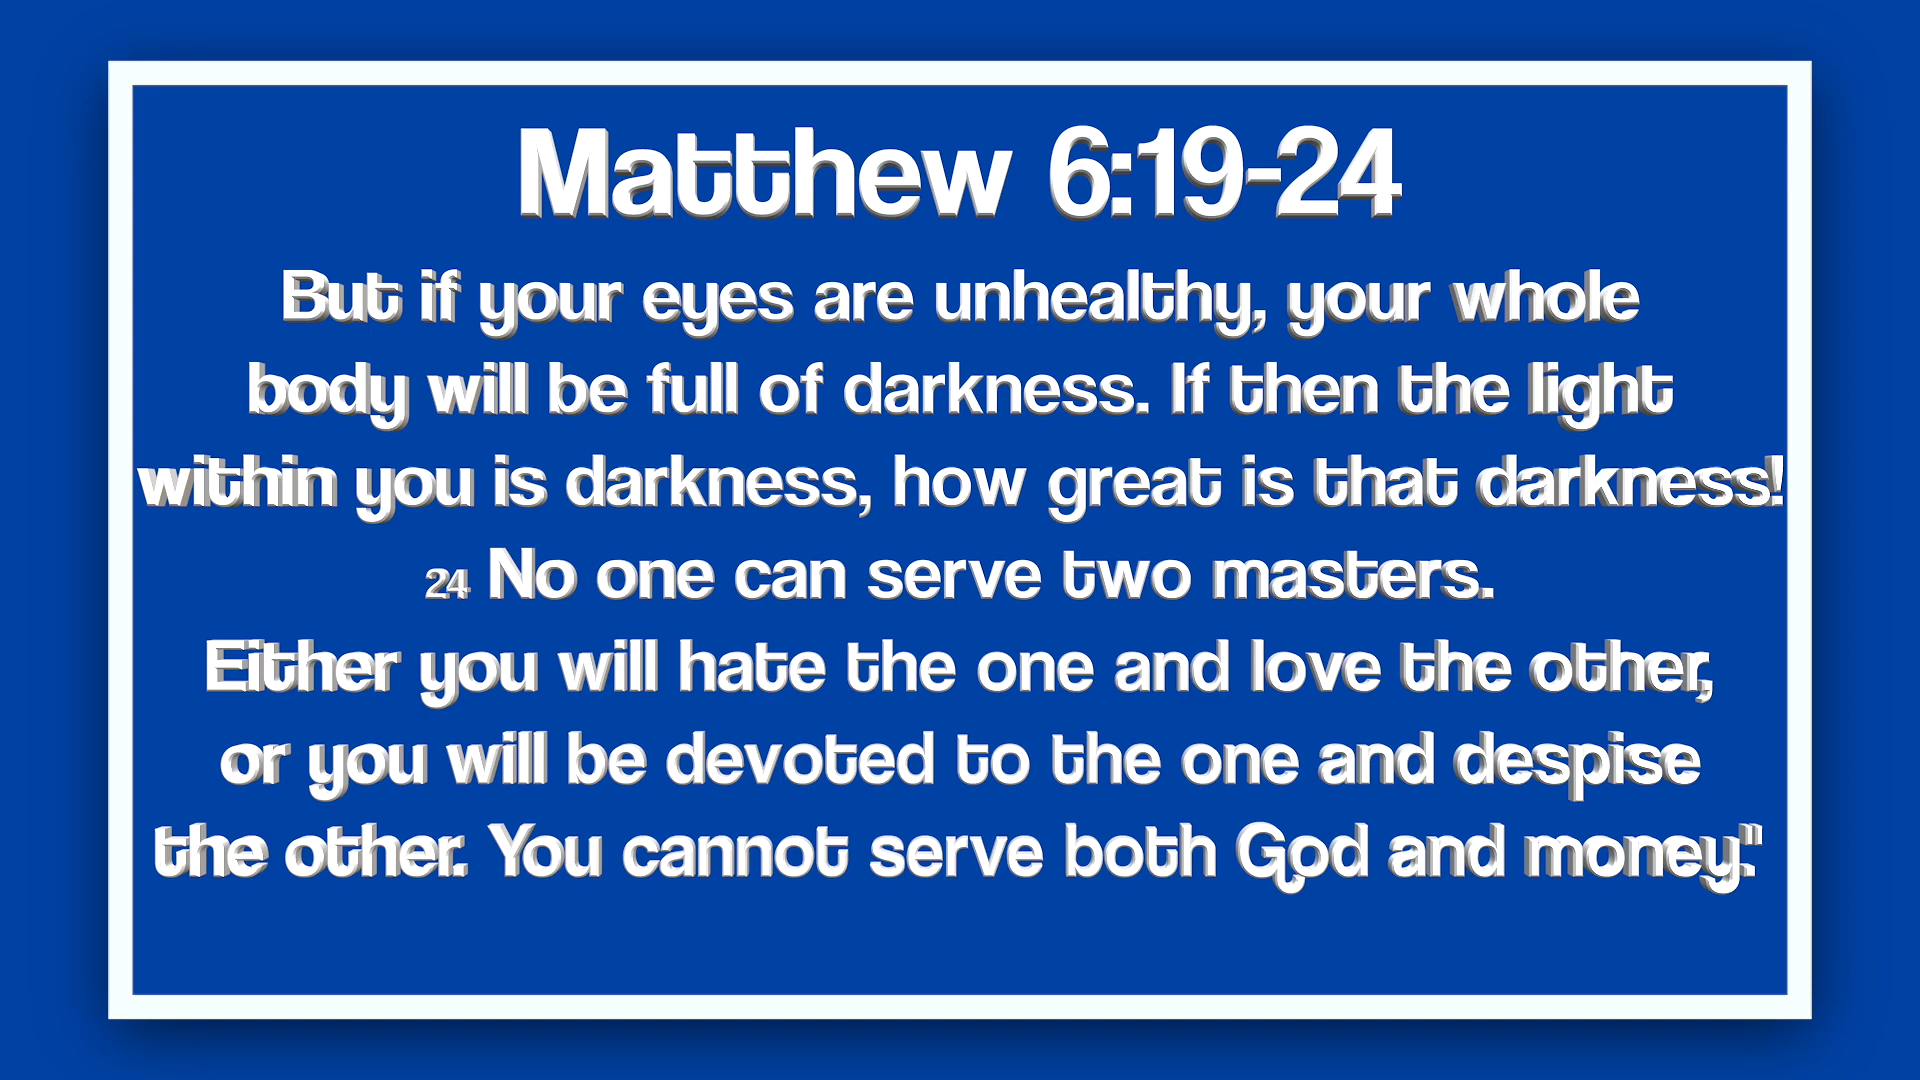 Matthew 6:19-24
But if your eyes are unhealthy, your whole
body will be full of darkness. If then the light
within you is darkness, how great is that darkness!
24 No one can serve two masters.
Either you will hate the one and love the other,
or you will be devoted to the one and despise
the other. You cannot serve both God and money."